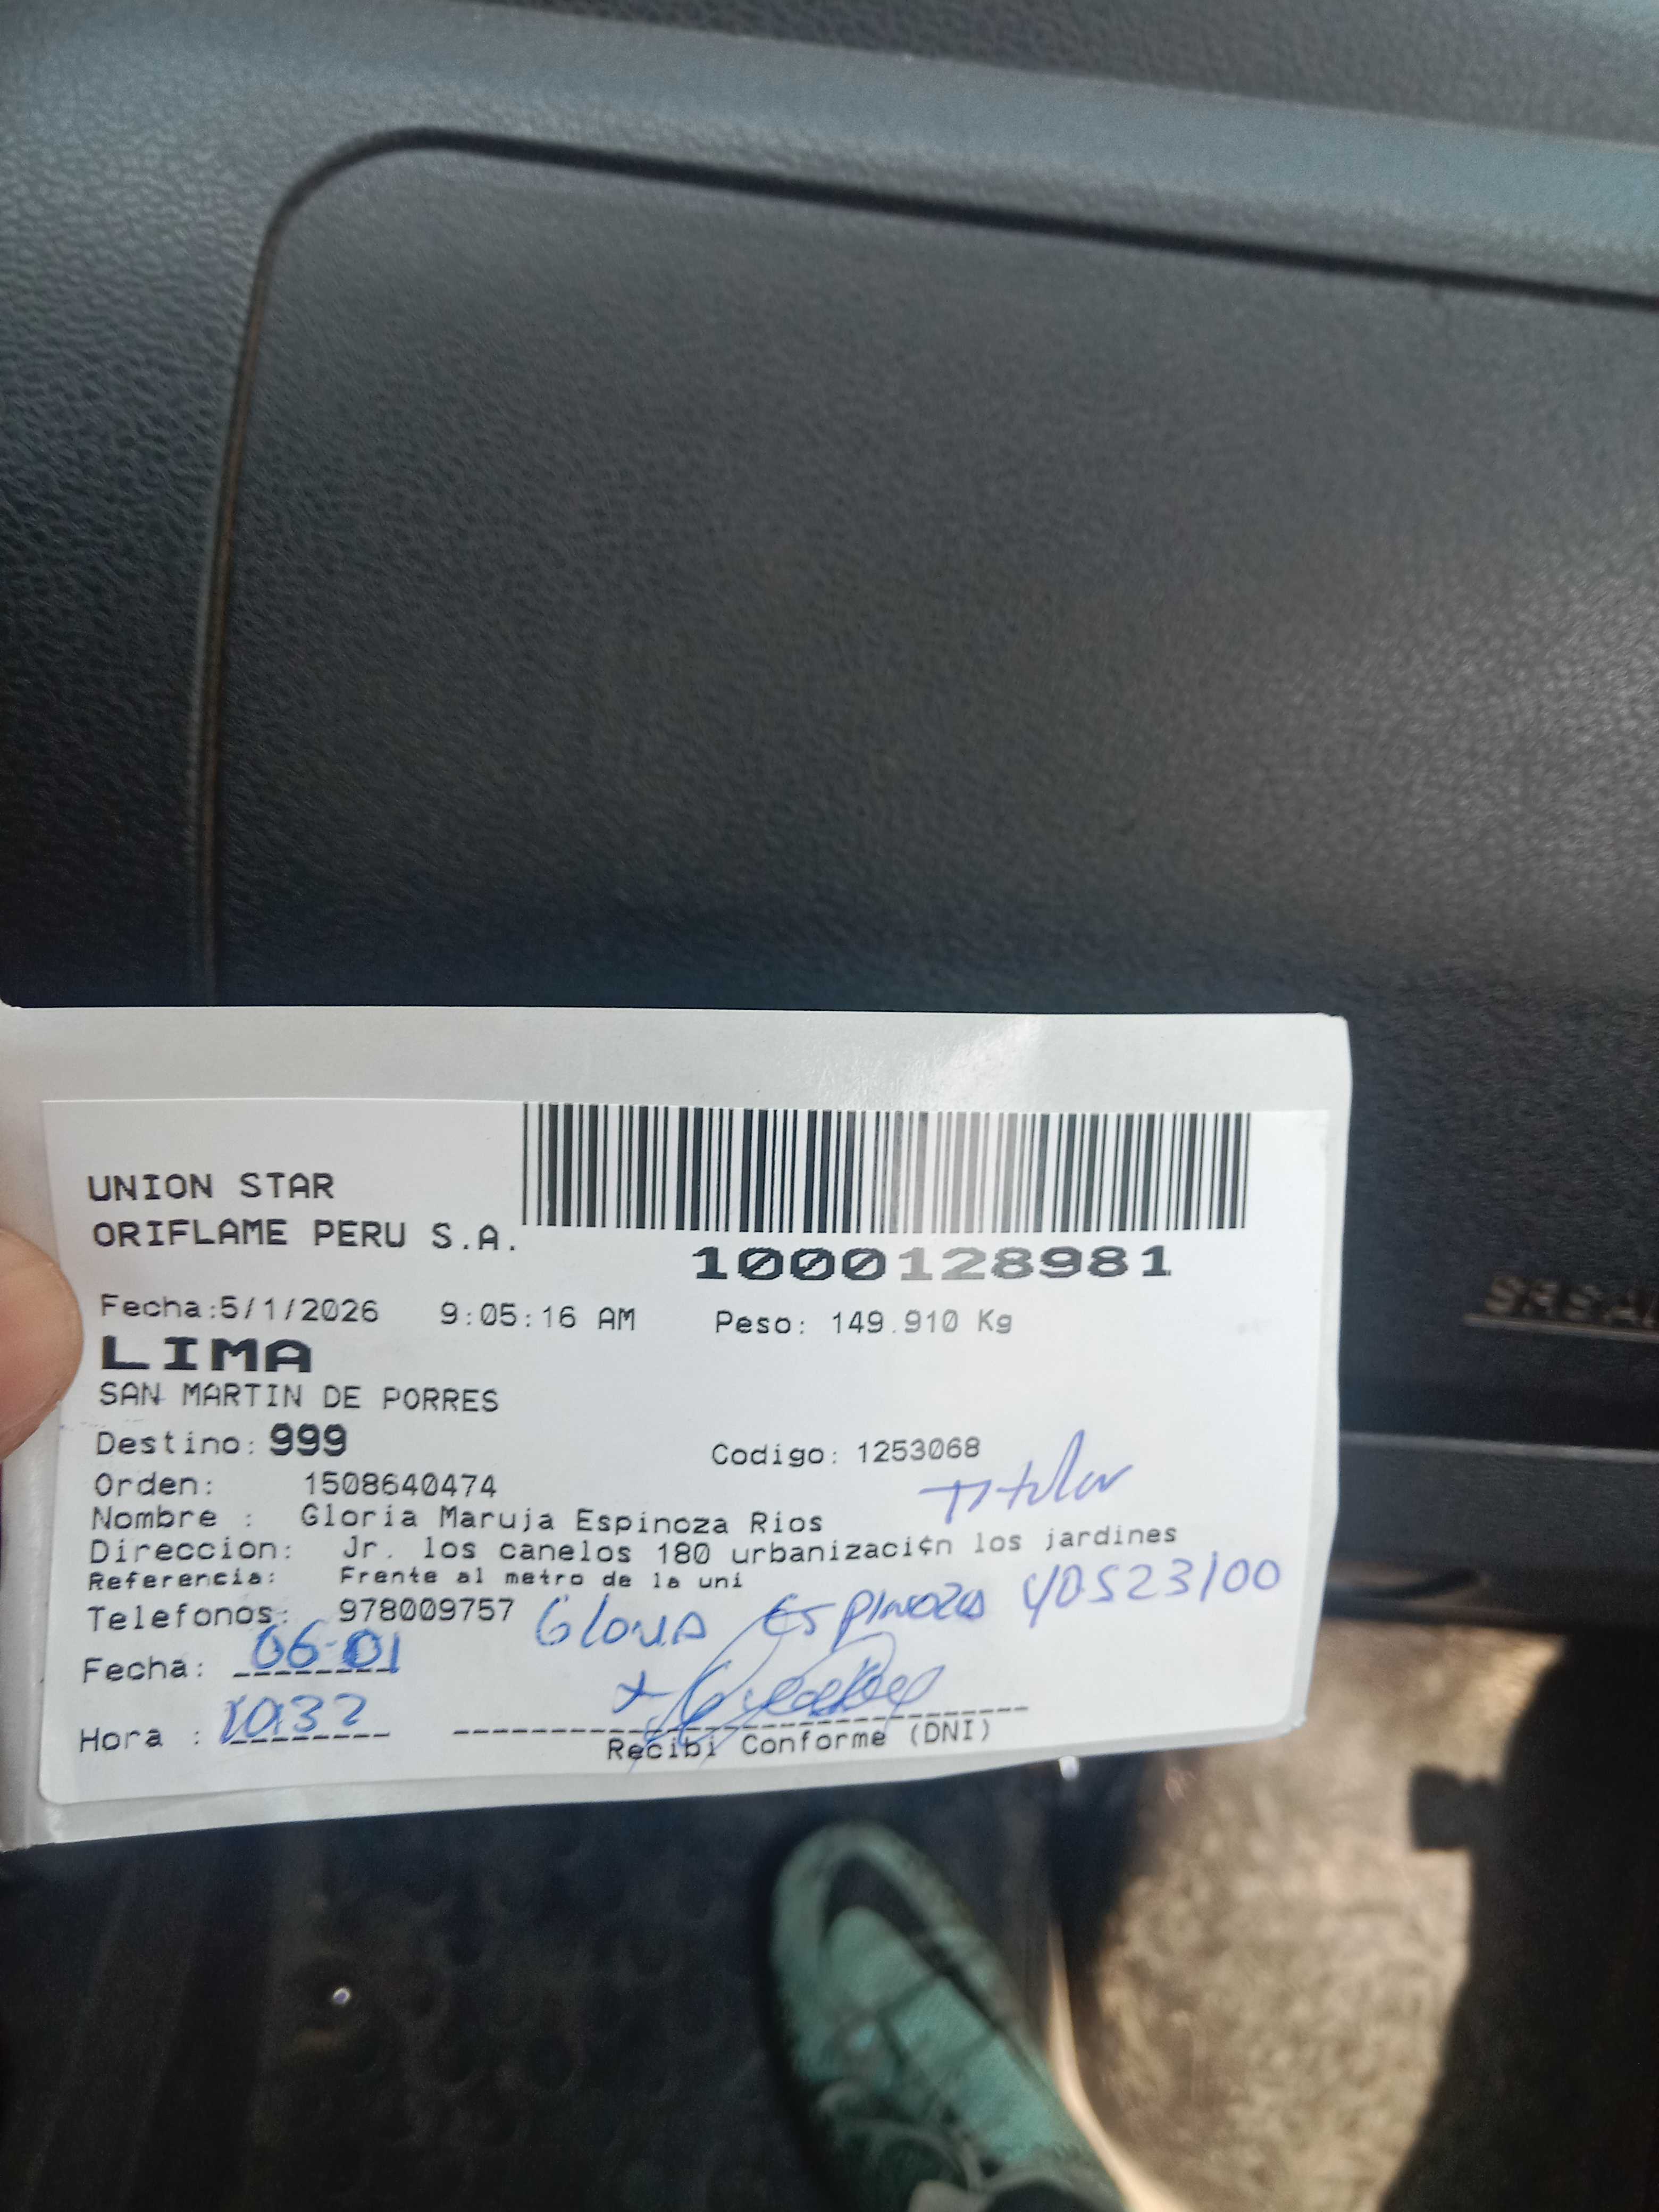 UNION STAR
ORIFLAME PERU S.A.
1000128981
Fecha:5/1/2026 9:05:16 AM Peso: 149.910 Kg
LIMA
SAN MARTIN DE PORRES
Destino: 999 Codigo: 1253068
Orden: 1508640474 Titular
Nombre : Gloria Maruja Espinoza Rios
Direccion: Jr. los canelos 180 urbanizaci¢n los jardines
Referencia: Frente al metro de la uni
Telefonos: 978009757 Gloria Espinoza 40523100
Fecha: 06-01
Hora : 10:32
Recibi Conforme (DNI)